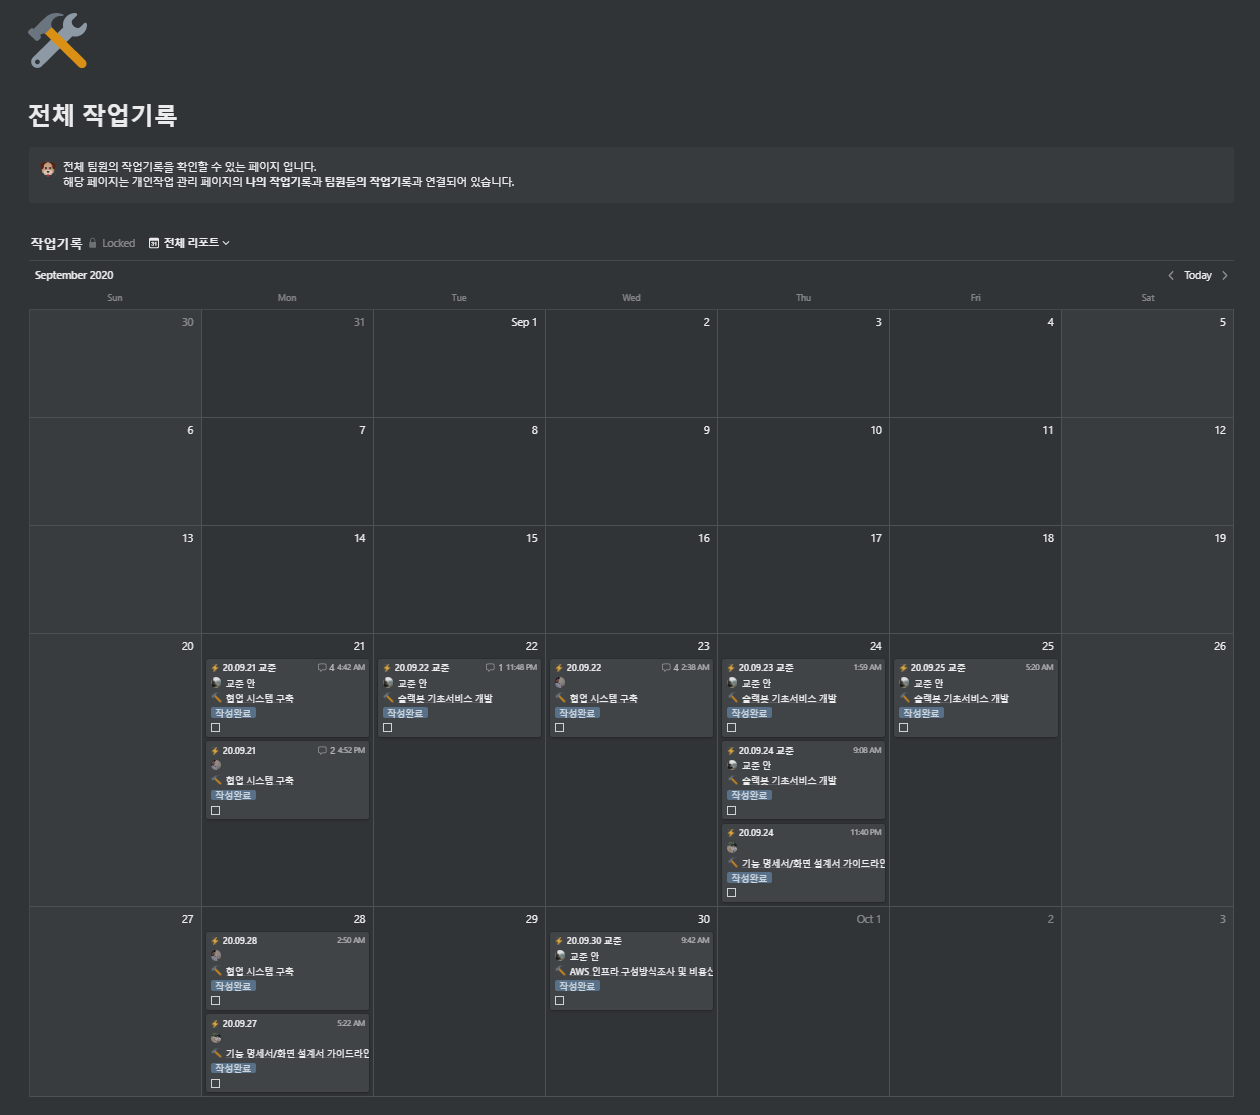 전체 작업기록
전체 팀원의 작업기록을 확인할 수 있는 페이지 입니다.
해당 페이지는 개인작업 관리 페이지의 나의 작업기록과 팀원들의 작업기록과 연결되어 있습니다.
작업기록 Locked 31 전체 리포트
September 2020 Today
Sun Mon Tue Wed Thu Fri Sat
30 31 Sep 1 2 3 4 5
6 7 8 9 10 11 12
13 14 15 16 17 18 19
20 21 22 23 24 25 26
20.09.21 교준 4 4:42 AM
교준 안
협업 시스템 구축
작성완료
20.09.21 2 4:52 PM
협업 시스템 구축
작성완료
20.09.22 교준 1 11:48 PM
교준 안
슬랙봇 기초서비스 개발
작성완료
20.09.22 4 2:38 AM
협업 시스템 구축
작성완료
20.09.23 교준 1:59 AM
교준 안
슬랙봇 기초서비스 개발
작성완료
20.09.24 교준 9:08 AM
교준 안
슬랙봇 기초서비스 개발
작성완료
20.09.24 11:40 PM
기능 명세서/화면 설계서 가이드라인
작성완료
20.09.25 교준 5:20 AM
교준 안
슬랙봇 기초서비스 개발
작성완료
27 28 29 30 Oct 1 2 3
20.09.28 2:50 AM
협업 시스템 구축
작성완료
20.09.27 5:22 AM
기능 명세서/화면 설계서 가이드라인
작성완료
20.09.30 교준 9:42 AM
교준 안
AWS 인프라 구성방식조사 및 비용산
작성완료